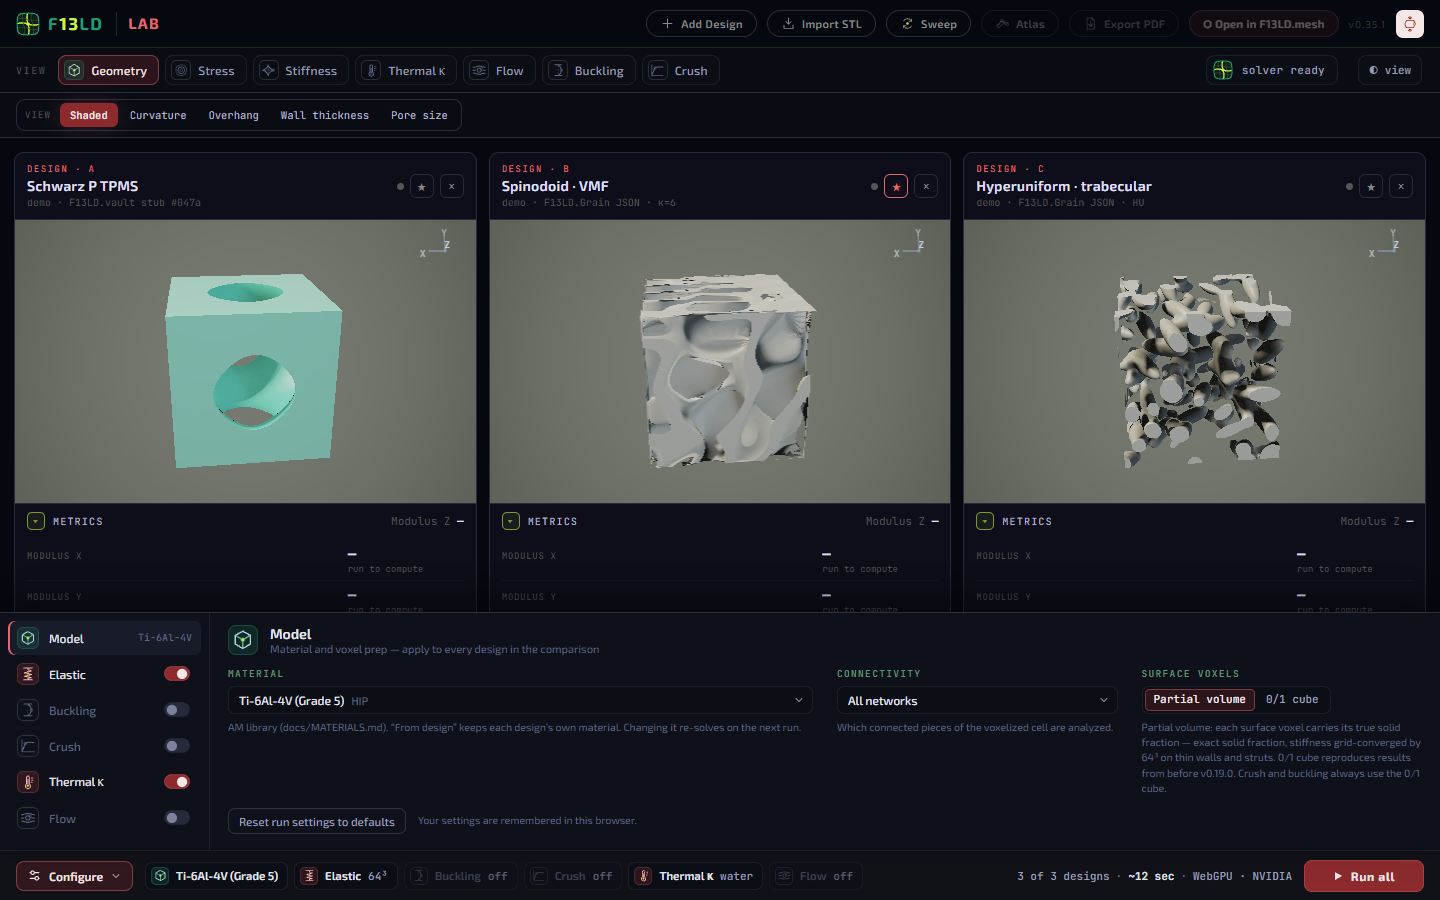 F13LD LAB
Add Design
Import STL
Sweep
Atlas
Export PDF
Open in F13LD.mesh
v0.35.1
VIEW
Geometry
Stress
Stiffness
Thermal κ
Flow
Buckling
Crush
solver ready
view
VIEW
Shaded
Curvature
Overhang
Wall thickness
Pore size
DESIGN · A
Schwarz P TPMS
demo · F13LD.vault stub #047a
X
Y
Z
METRICS
Modulus Z —
MODULUS X
—
run to compute
MODULUS Y
—
run to compute
DESIGN · B
Spinodoid · VMF
demo · F13LD.Grain JSON · κ=6
X
Y
Z
METRICS
Modulus Z —
MODULUS X
—
run to compute
MODULUS Y
—
run to compute
DESIGN · C
Hyperuniform · trabecular
demo · F13LD.Grain JSON · HU
X
Y
Z
METRICS
Modulus Z —
MODULUS X
—
run to compute
MODULUS Y
—
run to compute
Model
Ti-6Al-4V
Elastic
Buckling
Crush
Thermal κ
Flow
Model
Material and voxel prep — apply to every design in the comparison
MATERIAL
Ti-6Al-4V (Grade 5) HIP
AM library (docs/MATERIALS.md). "From design" keeps each design's own material. Changing it re-solves on the next run.
CONNECTIVITY
All networks
Which connected pieces of the voxelized cell are analyzed.
SURFACE VOXELS
Partial volume
0/1 cube
Partial volume: each surface voxel carries its true solid
fraction — exact solid fraction, stiffness grid-converged by
64³ on thin walls and struts. 0/1 cube reproduces results
from before v0.19.0. Crush and buckling always use the 0/1
cube.
Reset run settings to defaults
Your settings are remembered in this browser.
Configure
Ti-6Al-4V (Grade 5)
Elastic 64³
Buckling off
Crush off
Thermal κ water
Flow off
3 of 3 designs · ~12 sec · WebGPU · NVIDIA
Run all